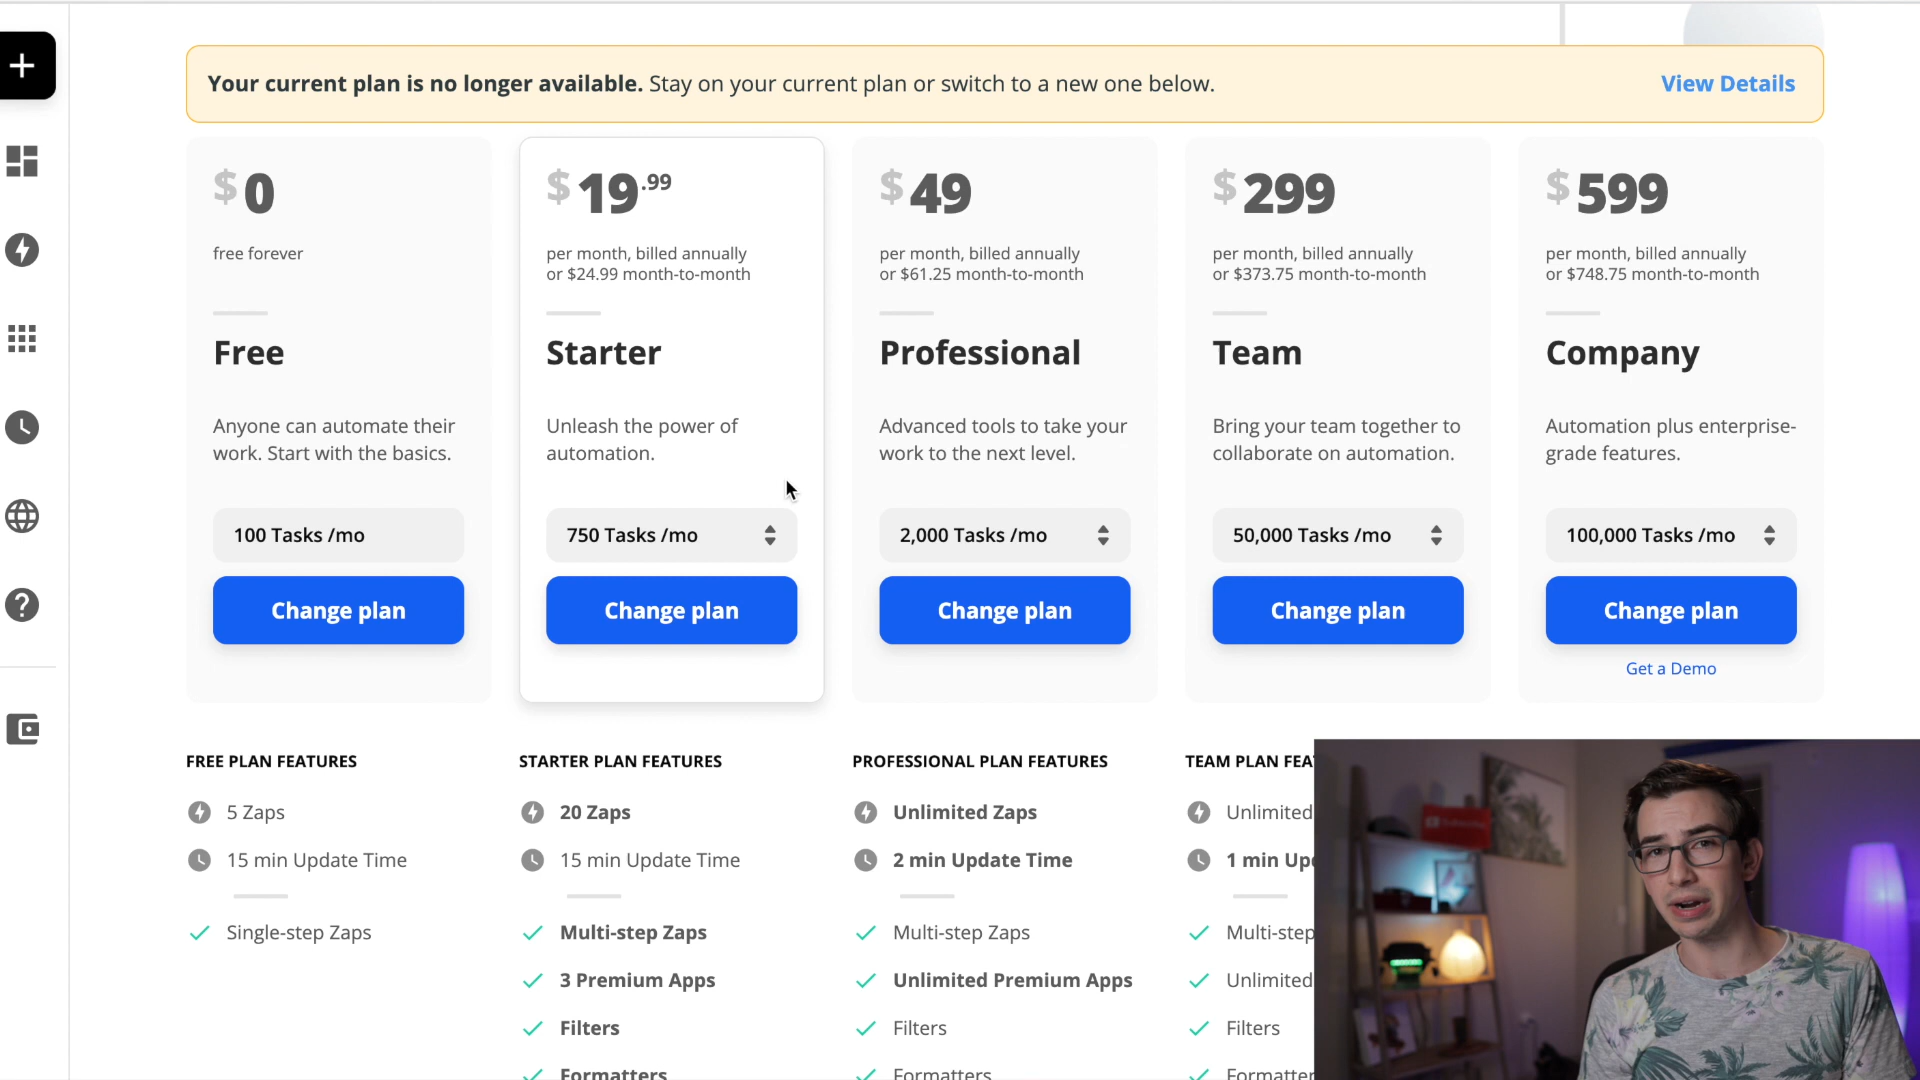 Your current plan is no longer available. Stay on your current plan or switch to a new one below.
View Details
$0
free forever
Free
Anyone can automate their
work. Start with the basics.
100 Tasks /mo
Change plan
$19.99
per month, billed annually
or $24.99 month-to-month
Starter
Unleash the power of
automation.
750 Tasks /mo
Change plan
$49
per month, billed annually
or $61.25 month-to-month
Professional
Advanced tools to take your
work to the next level.
2,000 Tasks /mo
Change plan
$299
per month, billed annually
or $373.75 month-to-month
Team
Bring your team together to
collaborate on automation.
50,000 Tasks /mo
Change plan
$599
per month, billed annually
or $748.75 month-to-month
Company
Automation plus enterprise-
grade features.
100,000 Tasks /mo
Change plan
Get a Demo
FREE PLAN FEATURES
5 Zaps
15 min Update Time
Single-step Zaps
STARTER PLAN FEATURES
20 Zaps
15 min Update Time
Multi-step Zaps
3 Premium Apps
Filters
Formatters
PROFESSIONAL PLAN FEATURES
Unlimited Zaps
2 min Update Time
Multi-step Zaps
Unlimited Premium Apps
Filters
Formatters
TEAM PLAN
Unlimited
1 min
Multi-step
Unlimited
Filters